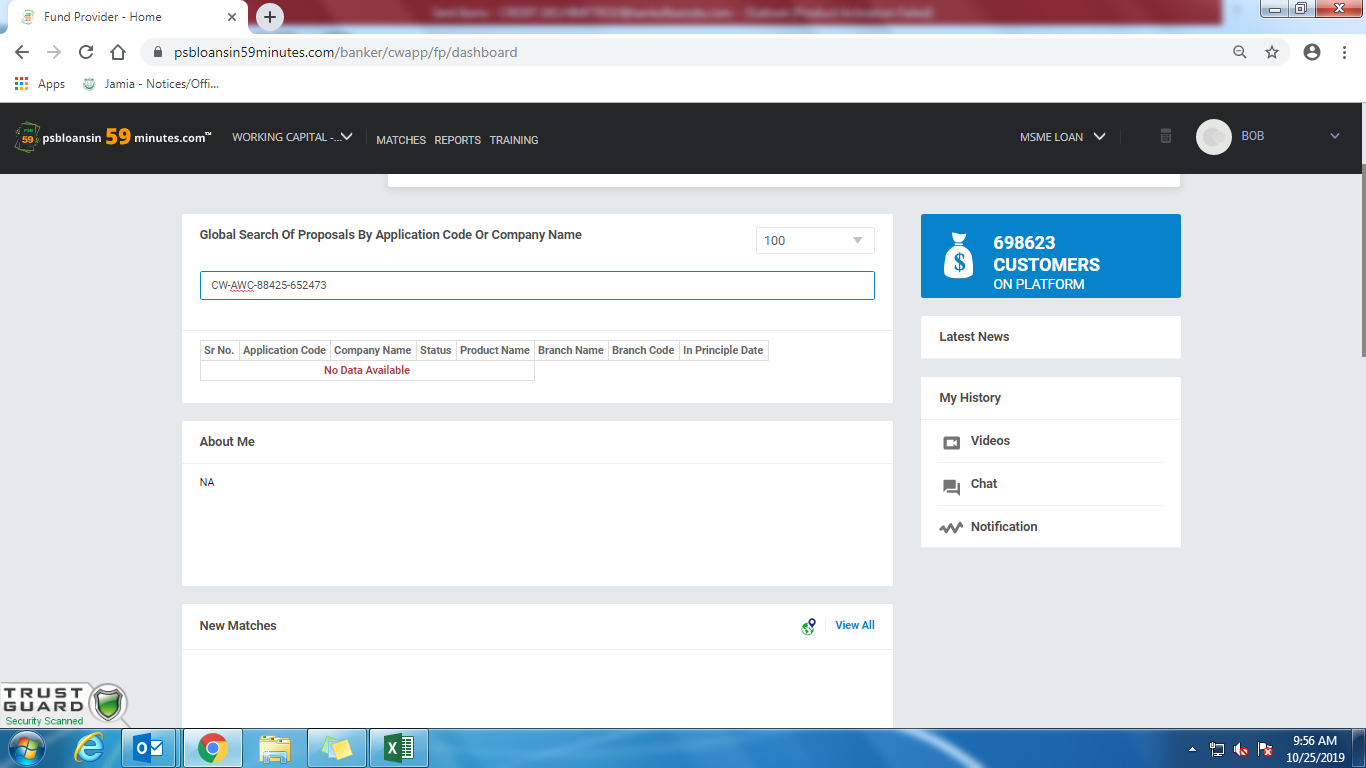 Fund Provider - Home
psbloansin59minutes.com/banker/cwapp/fp/dashboard
Apps Jamia - Notices/Offi...
PSB 59 psbloansin 59 minutes.com™ WORKING CAPITAL -... MATCHES REPORTS TRAINING MSME LOAN BOB
Global Search Of Proposals By Application Code Or Company Name 100
CW-AWC-88425-652473
Sr No. Application Code Company Name Status Product Name Branch Name Branch Code In Principle Date
No Data Available
698623
CUSTOMERS
ON PLATFORM
Latest News
My History
Videos
Chat
Notification
About Me
NA
New Matches View All
TRUST
GUARD
Security Scanned
9:56 AM
10/25/2019